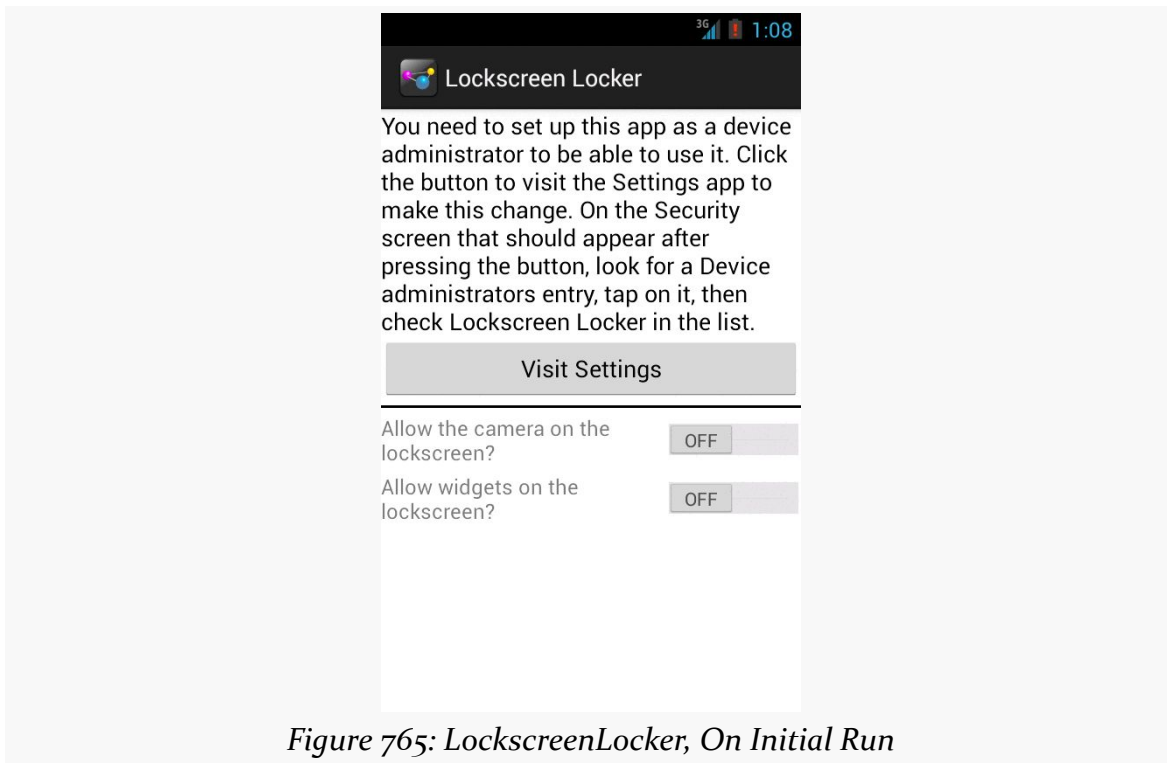 3G 1:08
Lockscreen Locker
You need to set up this app as a device
administrator to be able to use it. Click
the button to visit the Settings app to
make this change. On the Security
screen that should appear after
pressing the button, look for a Device
administrators entry, tap on it, then
check Lockscreen Locker in the list.
Visit Settings
Allow the camera on the
lockscreen?
OFF
Allow widgets on the
lockscreen?
OFF
Figure 765: LockscreenLocker, On Initial Run